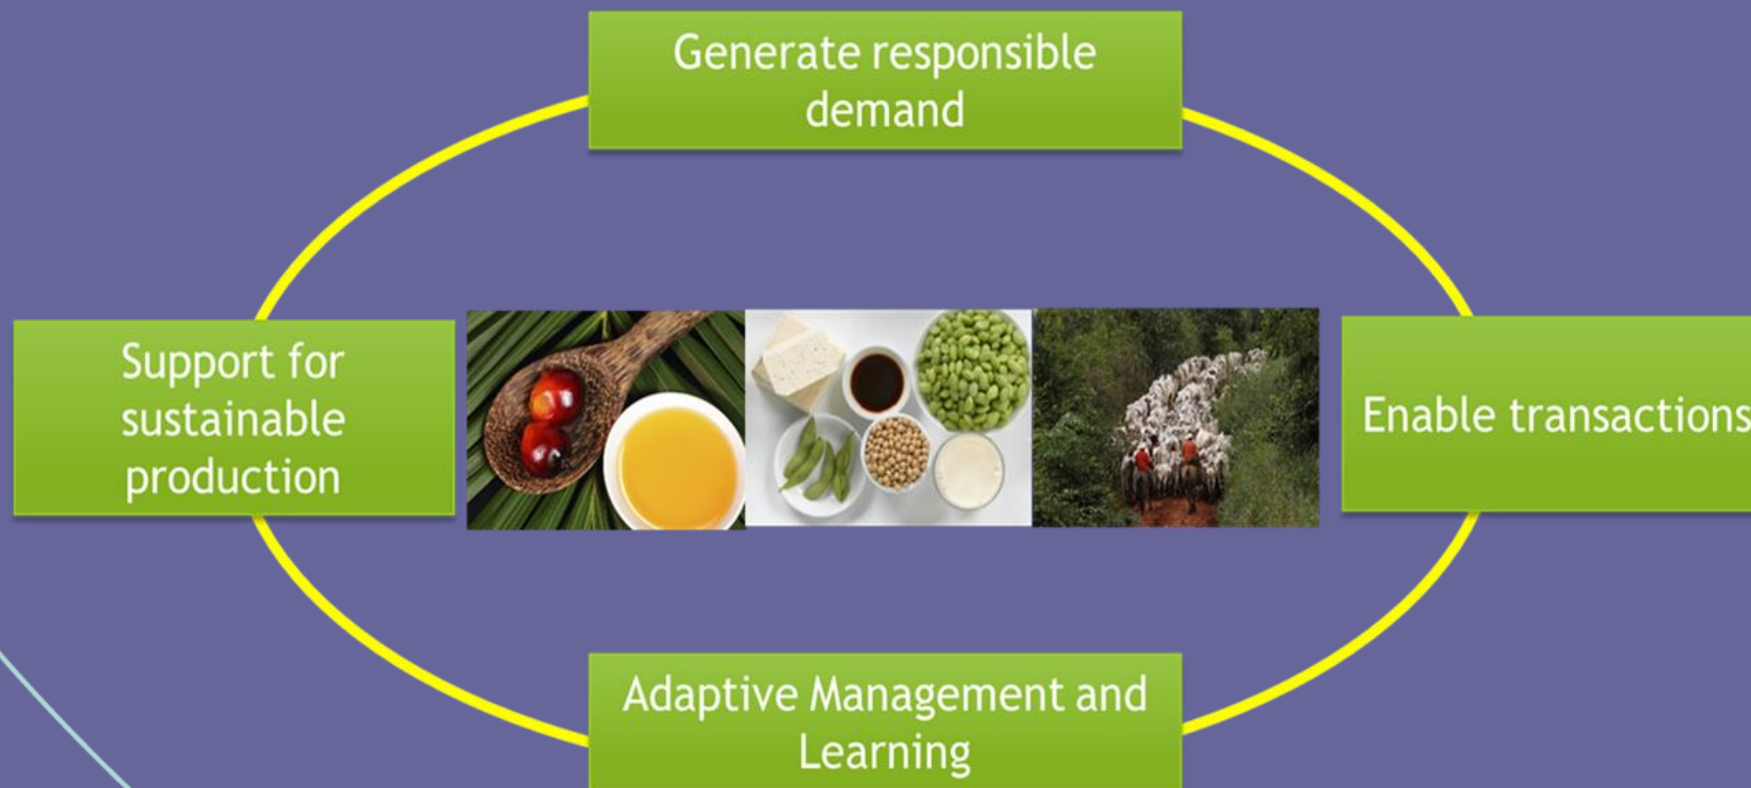 Generate responsible
demand
Support for
sustainable
production
Enable transactions
Adaptive Management and
Learning